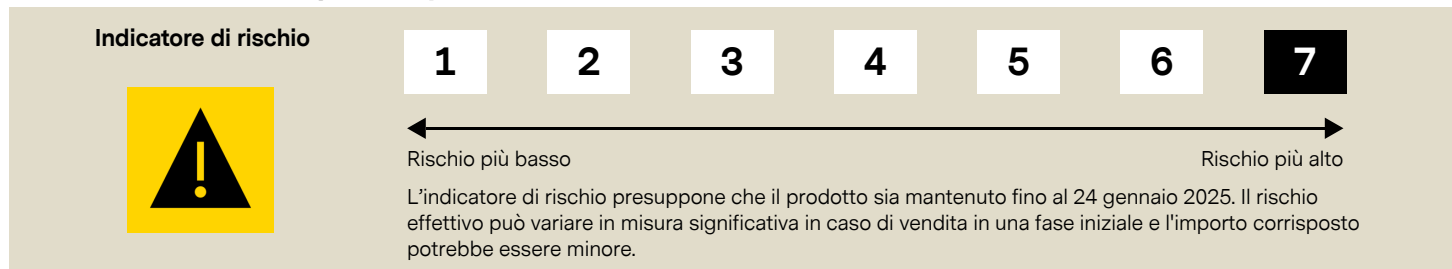 Indicatore di rischio
1 2 3 4 5 6 7
Rischio più basso Rischio più alto
L’indicatore di rischio presuppone che il prodotto sia mantenuto fino al 24 gennaio 2025. Il rischio
effettivo può variare in misura significativa in caso di vendita in una fase iniziale e l'importo corrisposto
potrebbe essere minore.